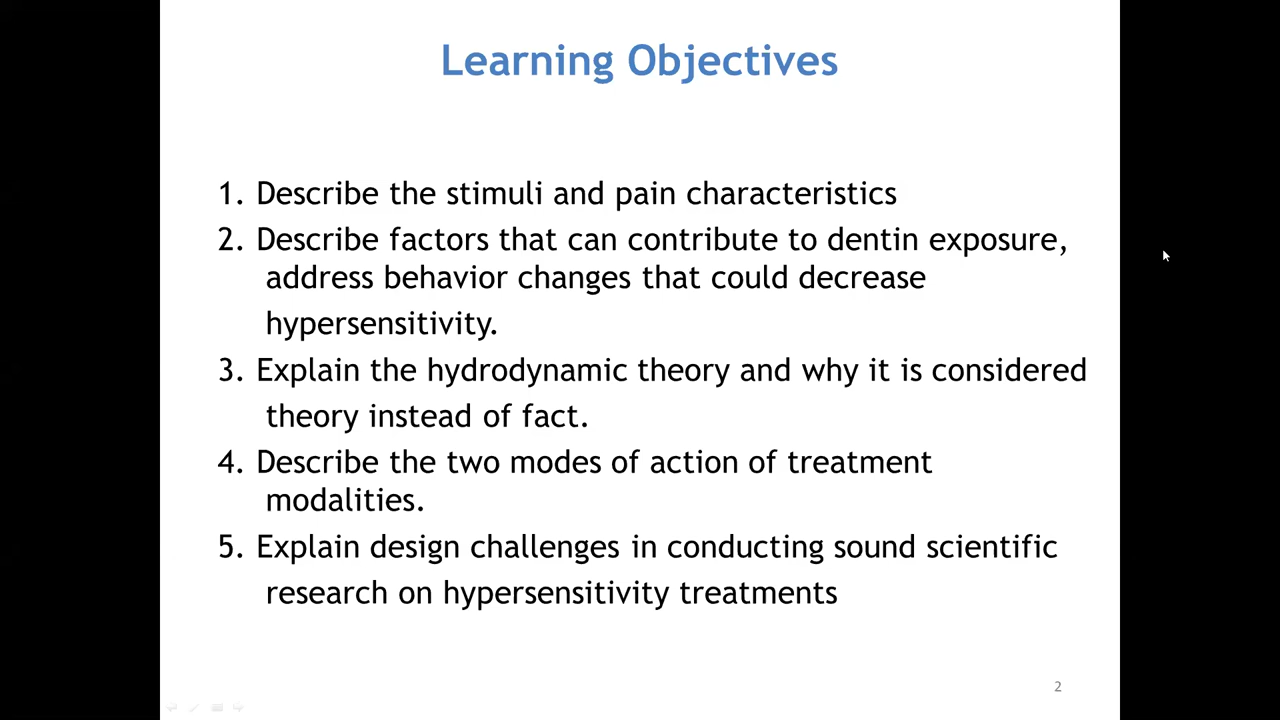 Learning Objectives
1. Describe the stimuli and pain characteristics
2. Describe factors that can contribute to dentin exposure,
address behavior changes that could decrease
hypersensitivity.
3. Explain the hydrodynamic theory and why it is considered
theory instead of fact.
4. Describe the two modes of action of treatment
modalities.
5. Explain design challenges in conducting sound scientific
research on hypersensitivity treatments
2